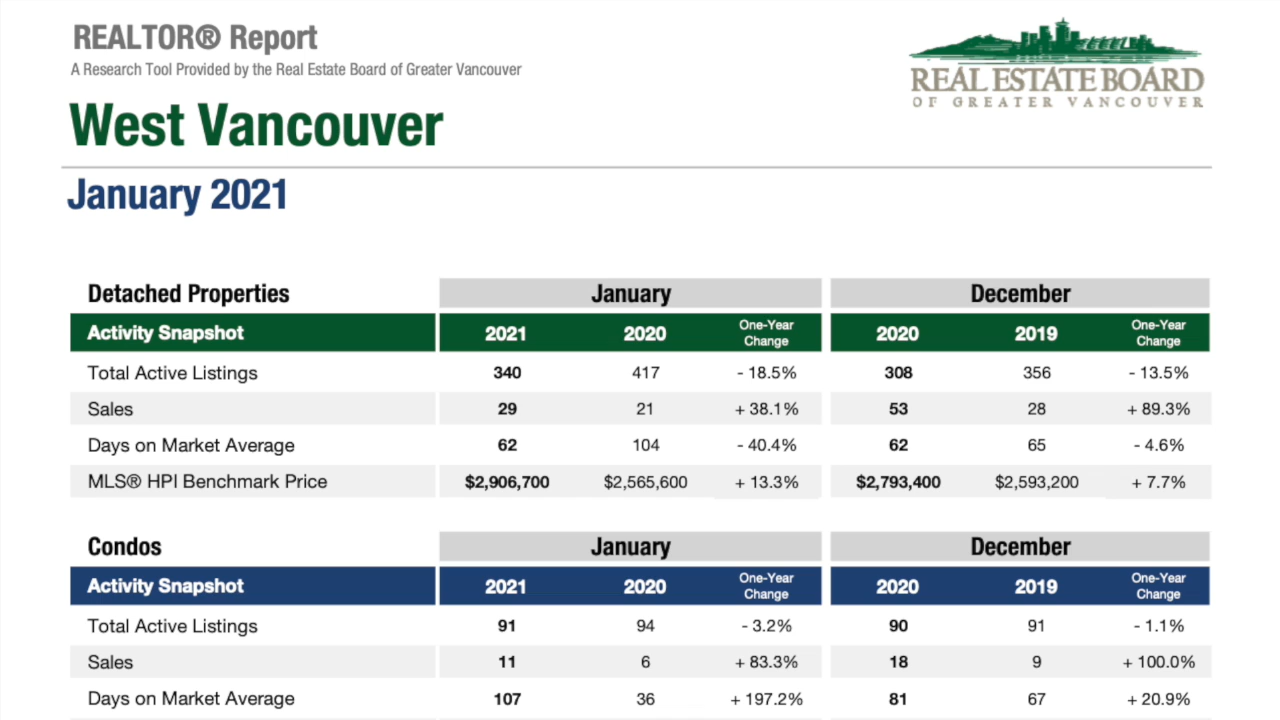 REALTOR® Report
A Research Tool Provided by the Real Estate Board of Greater Vancouver
REAL ESTATE BOARD
OF GREATER VANCOUVER
West Vancouver
January 2021
Detached Properties January December
Activity Snapshot 2021 2020 One-Year Change 2020 2019 One-Year Change
Total Active Listings 340 417 - 18.5% 308 356 - 13.5%
Sales 29 21 + 38.1% 53 28 + 89.3%
Days on Market Average 62 104 - 40.4% 62 65 - 4.6%
MLS® HPI Benchmark Price $2,906,700 $2,565,600 + 13.3% $2,793,400 $2,593,200 + 7.7%
Condos January December
Activity Snapshot 2021 2020 One-Year Change 2020 2019 One-Year Change
Total Active Listings 91 94 - 3.2% 90 91 - 1.1%
Sales 11 6 + 83.3% 18 9 + 100.0%
Days on Market Average 107 36 + 197.2% 81 67 + 20.9%